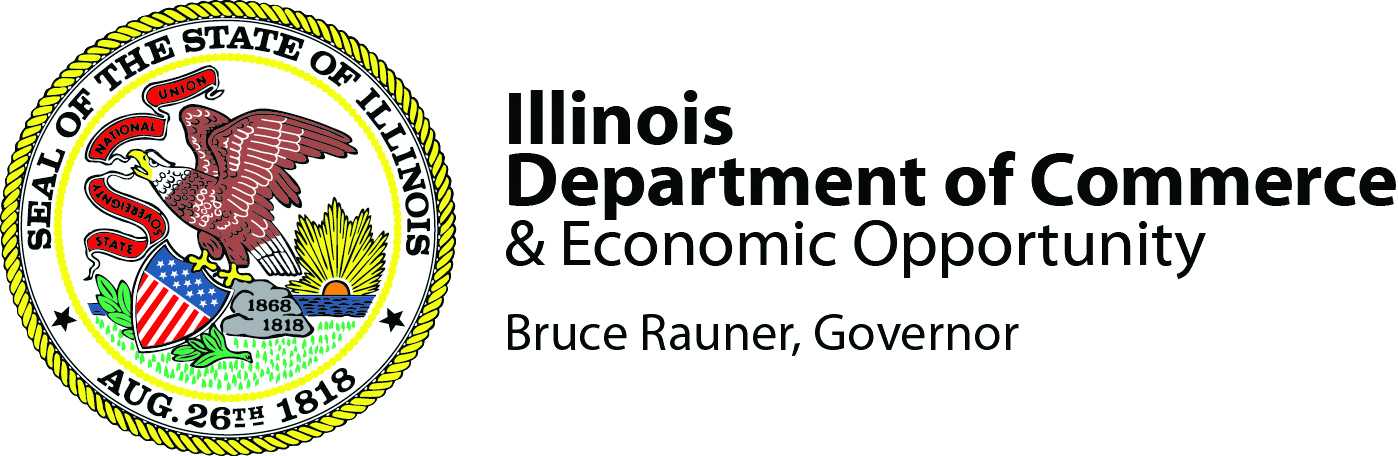 SEAL OF THE STATE OF ILLINOIS
UNION
NATIONAL
SOVEREIGNTY
STATE
1868
1818
AUG. 26TH 1818
Illinois
Department of Commerce
& Economic Opportunity
Bruce Rauner, Governor